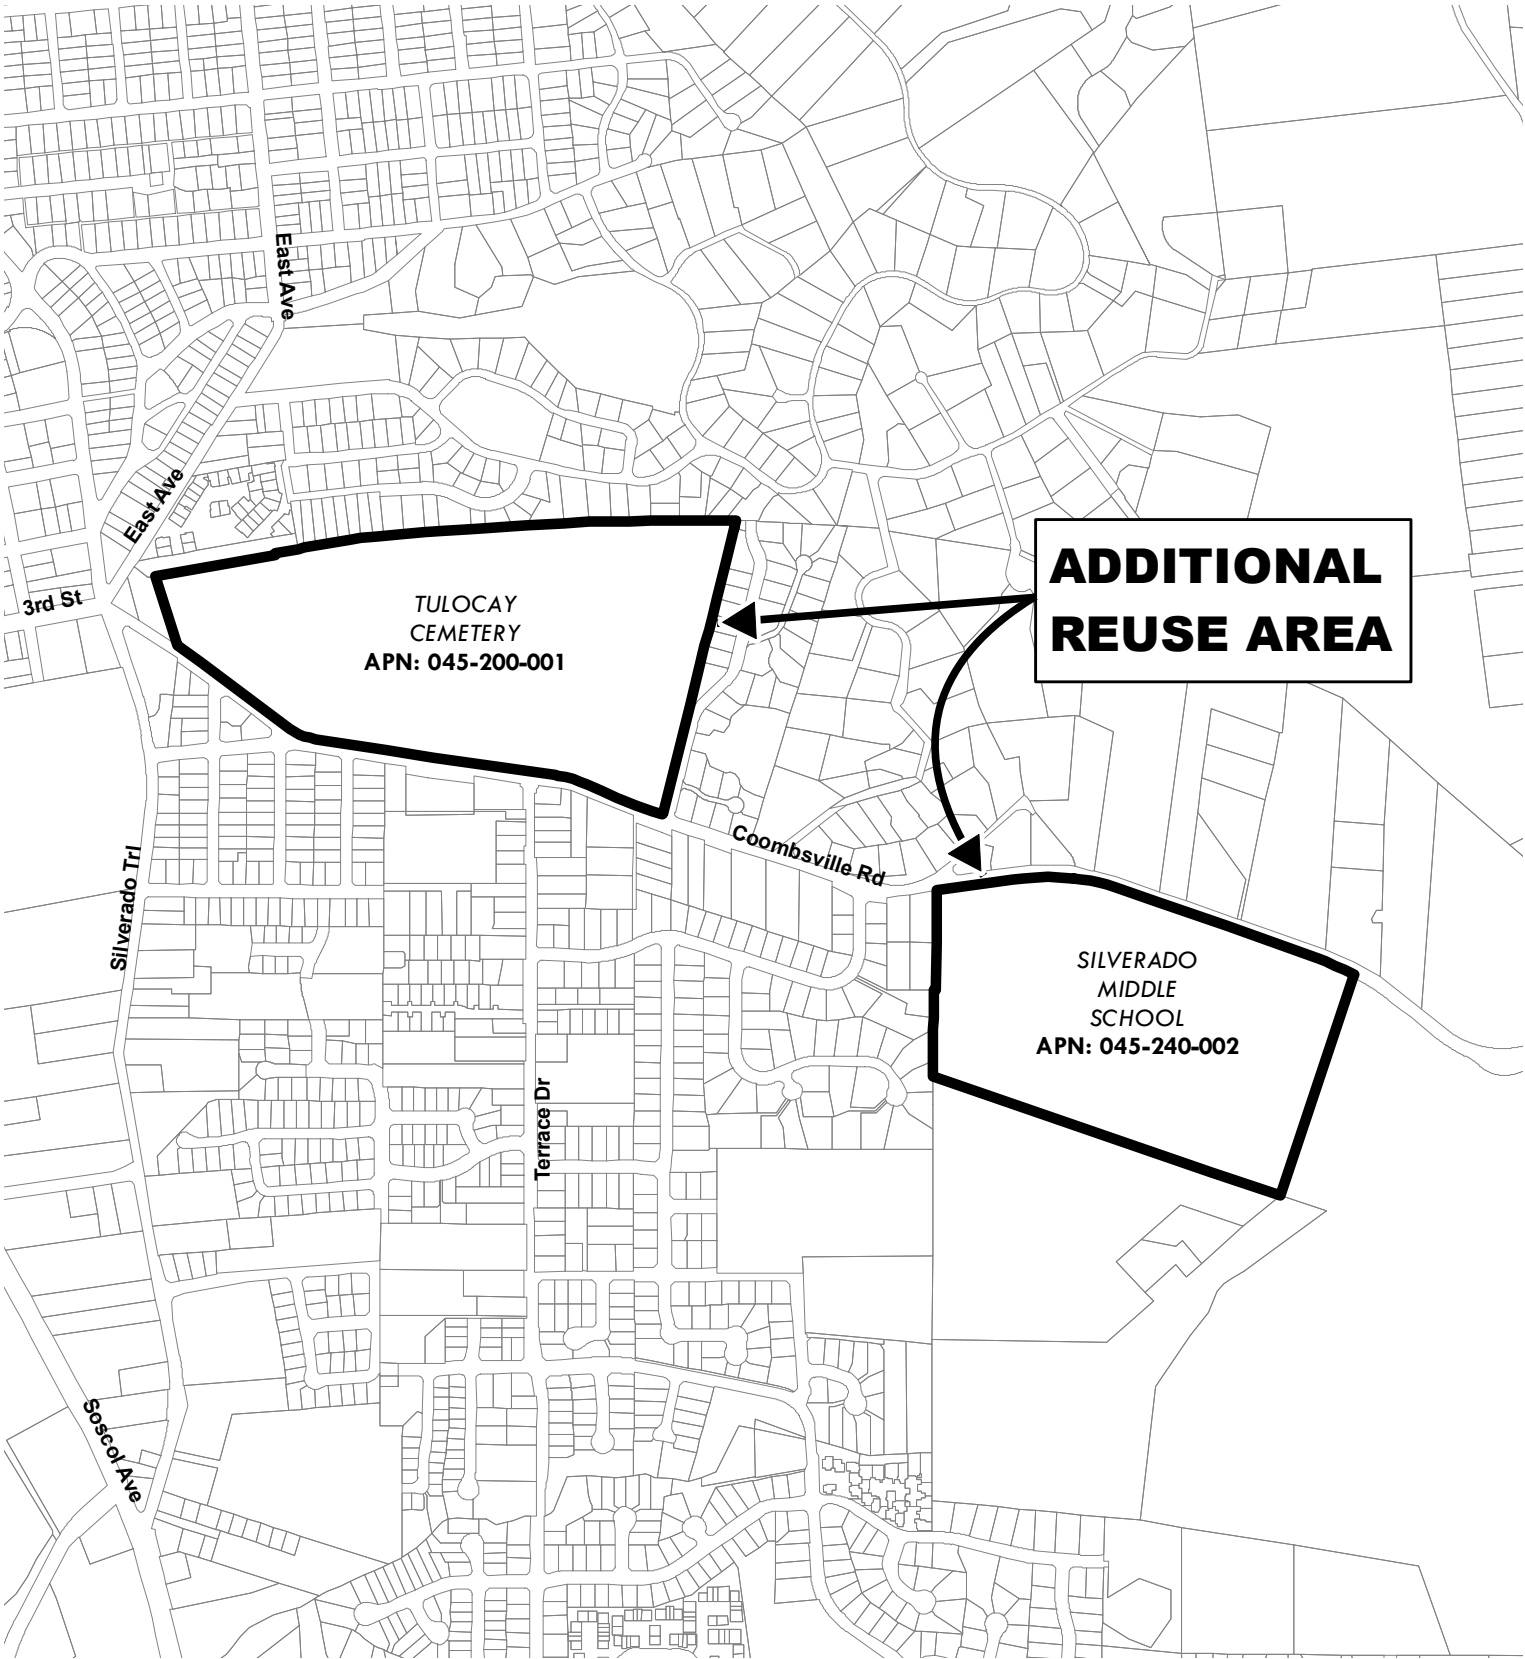 East Ave
East Ave
3rd St
TULOCAY
CEMETERY
APN: 045-200-001
ADDITIONAL
REUSE AREA
Coombsville Rd
Silverado Trl
SILVERADO
MIDDLE
SCHOOL
APN: 045-240-002
Terrace Dr
Soscol Ave